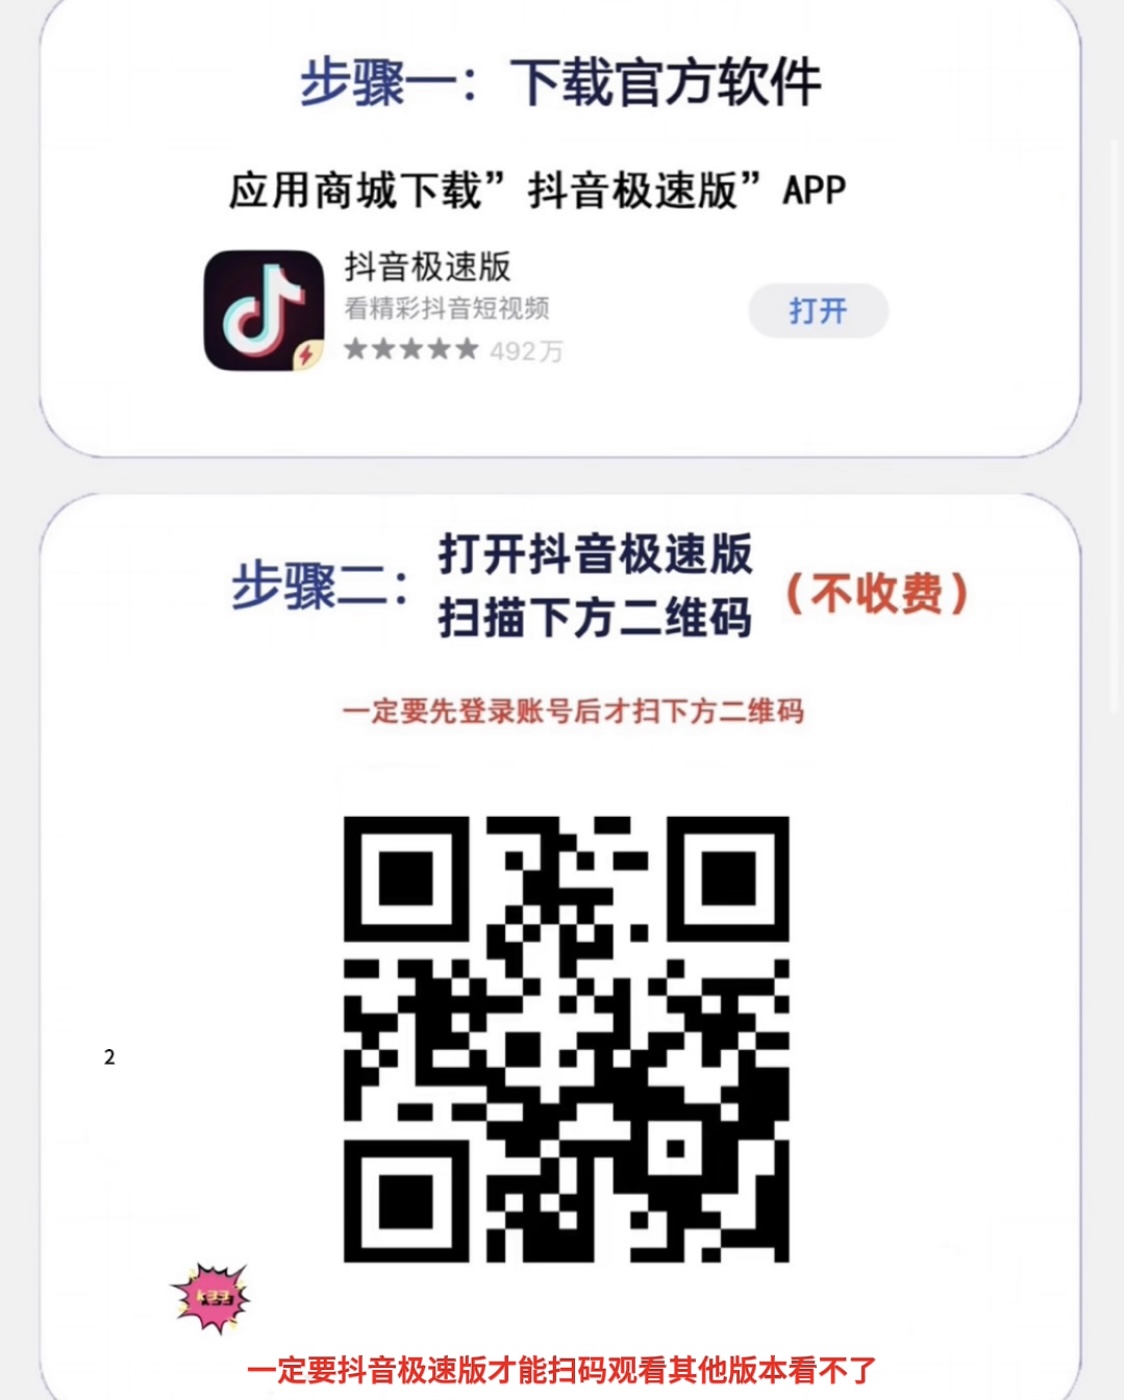 步骤一：下载官方软件
应用商城下载”抖音极速版”APP
抖音极速版
看精彩抖音短视频
★★★★★ 492万
打开
步骤二：
打开抖音极速版
扫描下方二维码
（不收费）
一定要先登录账号后才扫下方二维码
2
k33
k33
一定要抖音极速版才能扫码观看其他版本看不了